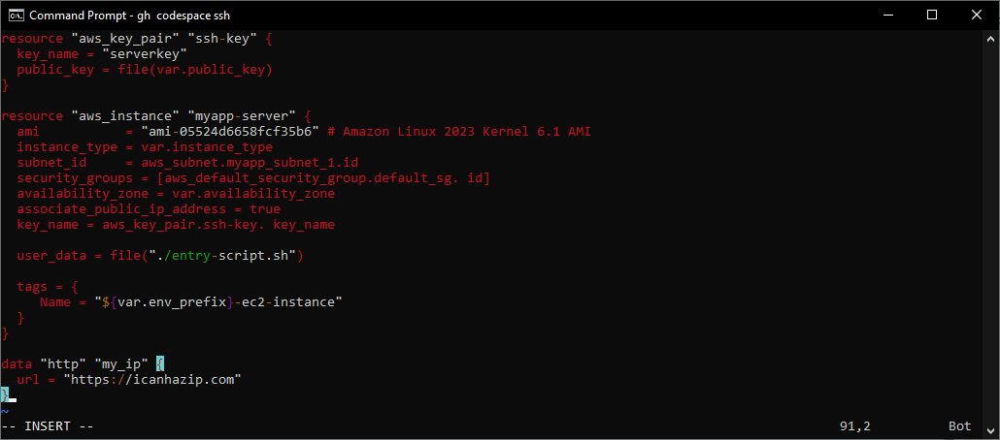 Command Prompt - gh  codespace ssh
resource "aws_key_pair" "ssh-key" {
  key_name = "serverkey"
  public_key = file(var.public_key)
}

resource "aws_instance" "myapp-server" {
  ami           = "ami-05524d6658fcf35b6" # Amazon Linux 2023 Kernel 6.1 AMI
  instance_type = var.instance_type
  subnet_id     = aws_subnet.myapp_subnet_1.id
  security_groups = [aws_default_security_group.default_sg. id]
  availability_zone = var.availability_zone
  associate_public_ip_address = true
  key_name = aws_key_pair.ssh-key. key_name

  user_data = file("./entry-script.sh")

  tags = {
     Name = "${var.env_prefix}-ec2-instance"
  }
}

data "http" "my_ip" {
  url = "https://icanhazip.com"
}
~
-- INSERT --                                                                                                91,2          Bot